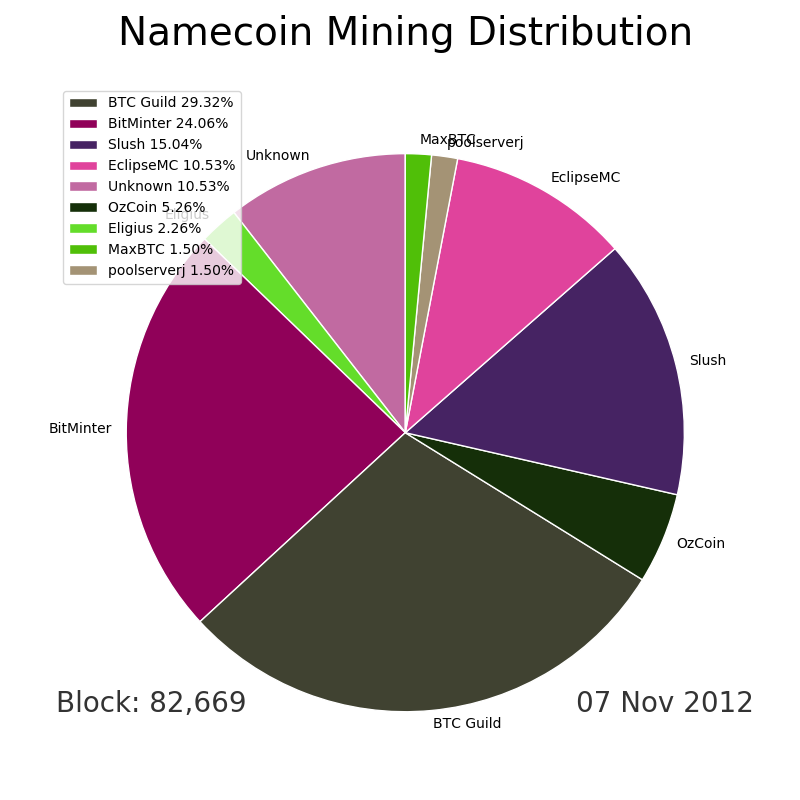 Namecoin Mining Distribution
BTC Guild 29.32%
BitMinter 24.06%
Slush 15.04%
EclipseMC 10.53%
Unknown 10.53%
OzCoin 5.26%
Eligius 2.26%
MaxBTC 1.50%
poolserverj 1.50%
MaxBTC
poolserverj
Unknown
EclipseMC
Eligius
Slush
BitMinter
OzCoin
Block: 82,669
07 Nov 2012
BTC Guild